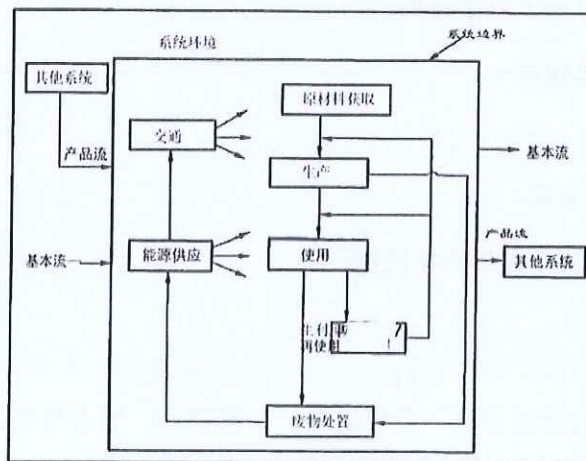 系统环境
系统边界
其他系统
原材料获取
交通
产品流
基本流
生产
产品流
基本流
能源供应
使用
其他系统
再使用
废物处置